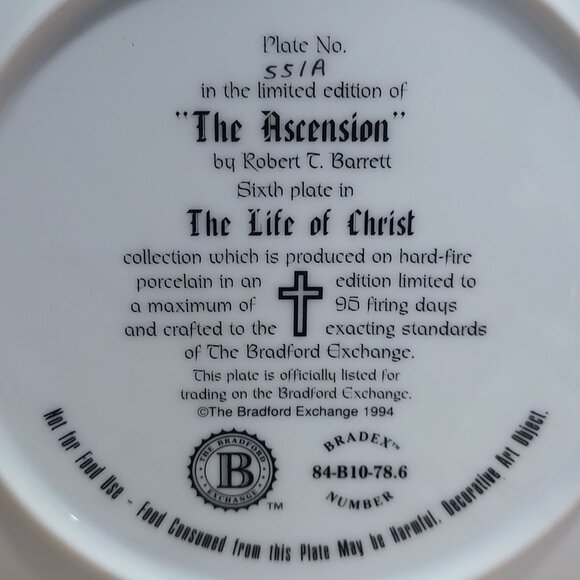 Plate No.
551A
in the limited edition of
"The Ascension"
by Robert T. Barrett
Sixth plate in
The Life of Christ
collection which is produced on hard-fire
porcelain in an edition limited to
a maximum of 95 firing days
and crafted to the exacting standards
of The Bradford Exchange.
This plate is officially listed for
trading on the Bradford Exchange.
©The Bradford Exchange 1994
THE BRADFORD
B
EXCHANGE
TM
BRADEX™
84-B10-78.6
NUMBER
Not for Food Use - Food Consumed from this Plate May be Harmful. Decorative Art Object.